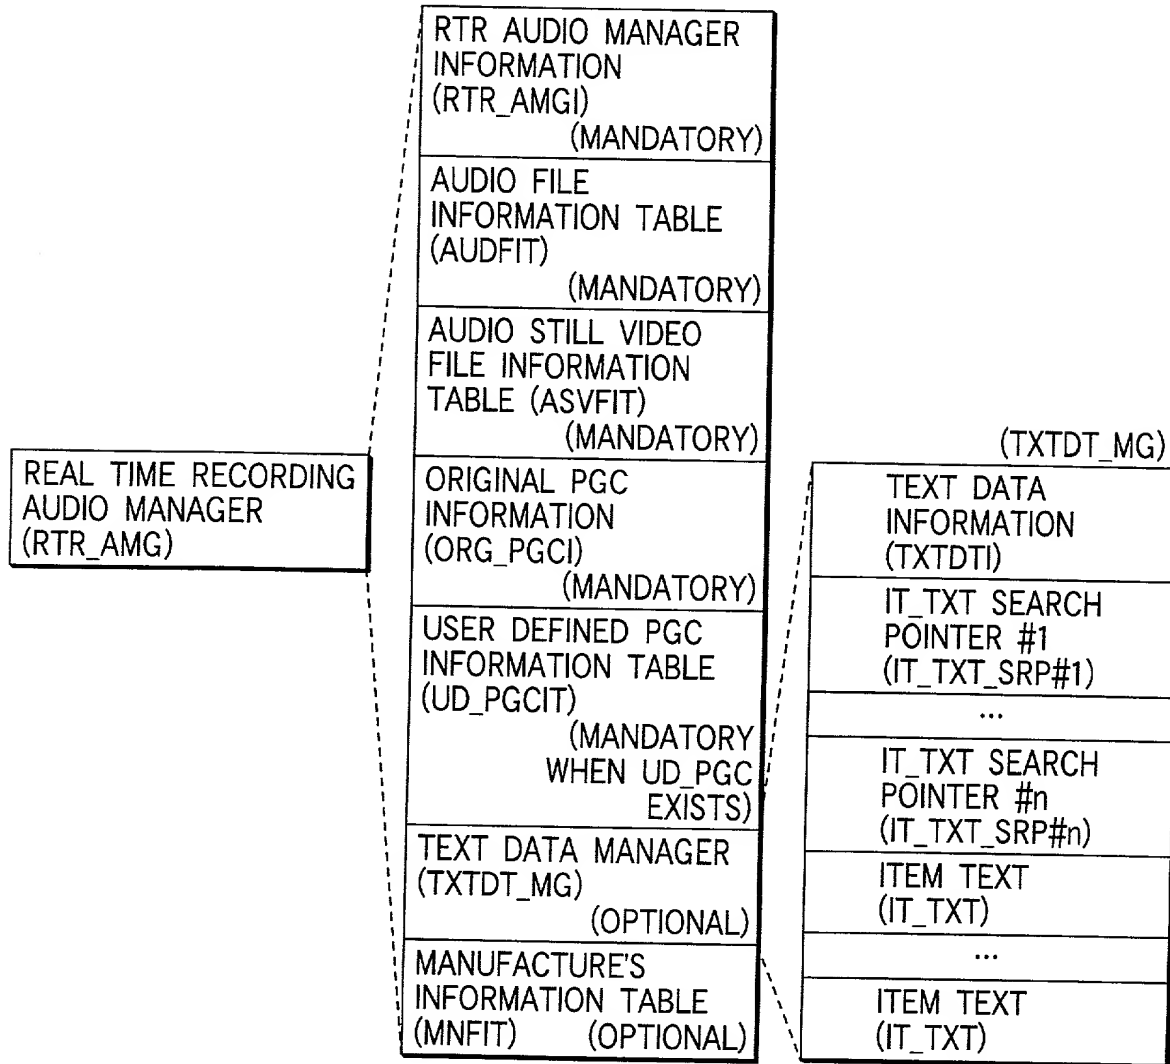 REAL TIME RECORDING
AUDIO MANAGER
(RTR_AMG)
RTR AUDIO MANAGER
INFORMATION
(RTR_AMGI)
(MANDATORY)
AUDIO FILE
INFORMATION TABLE
(AUDFIT)
(MANDATORY)
AUDIO STILL VIDEO
FILE INFORMATION
TABLE (ASVFIT)
(MANDATORY)
ORIGINAL PGC
INFORMATION
(ORG_PGCI)
(MANDATORY)
USER DEFINED PGC
INFORMATION TABLE
(UD_PGCIT)
(MANDATORY
WHEN UD_PGC
EXISTS)
TEXT DATA MANAGER
(TXTDT_MG)
(OPTIONAL)
MANUFACTURE'S
INFORMATION TABLE
(MNFIT) (OPTIONAL)
(TXTDT_MG)
TEXT DATA
INFORMATION
(TXTDTI)
IT_TXT SEARCH
POINTER #1
(IT_TXT_SRP#1)
...
IT_TXT SEARCH
POINTER #n
(IT_TXT_SRP#n)
ITEM TEXT
(IT_TXT)
...
ITEM TEXT
(IT_TXT)